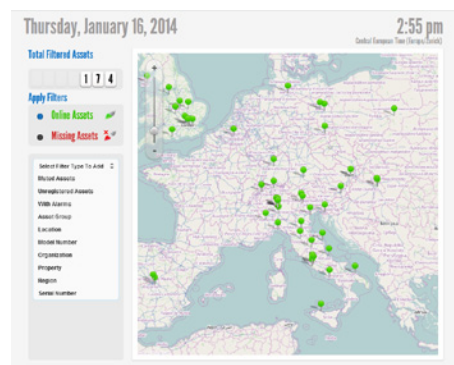 Thursday, January 16, 2014
2:55 pm
Central European Time (Europe/Zurich)
Total Filtered Assets
1 7 4
Apply Filters
Online Assets
Missing Assets
Select Filter Type To Add
Muted Assets
Unregistered Assets
With Alarms
Asset Group
Location
Model Number
Organization
Property
Region
Serial Number